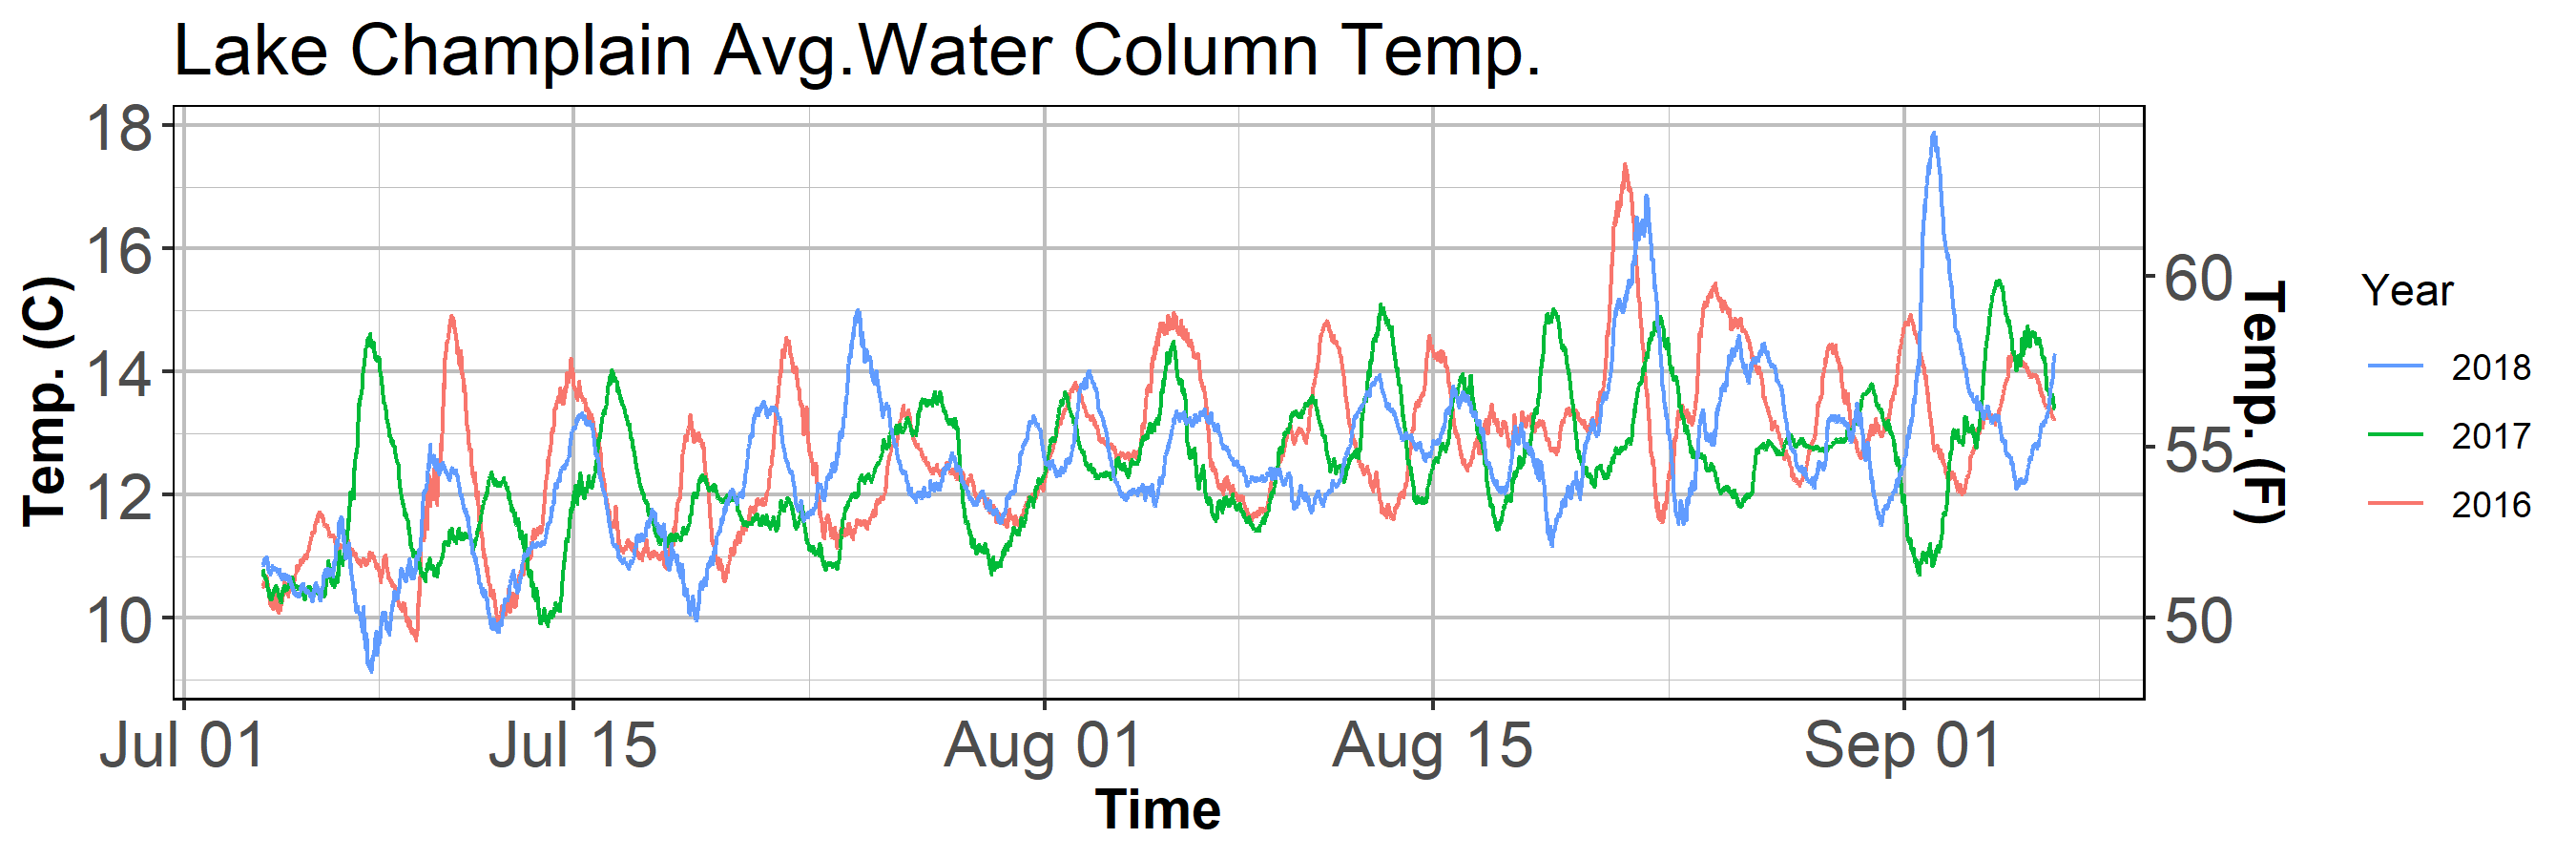 Lake Champlain Avg.Water Column Temp.
18
16
14
12
10
Temp. (C)
60
55
50
Temp. (F)
Jul 01
Jul 15
Aug 01
Aug 15
Sep 01
Time
Year
2018
2017
2016